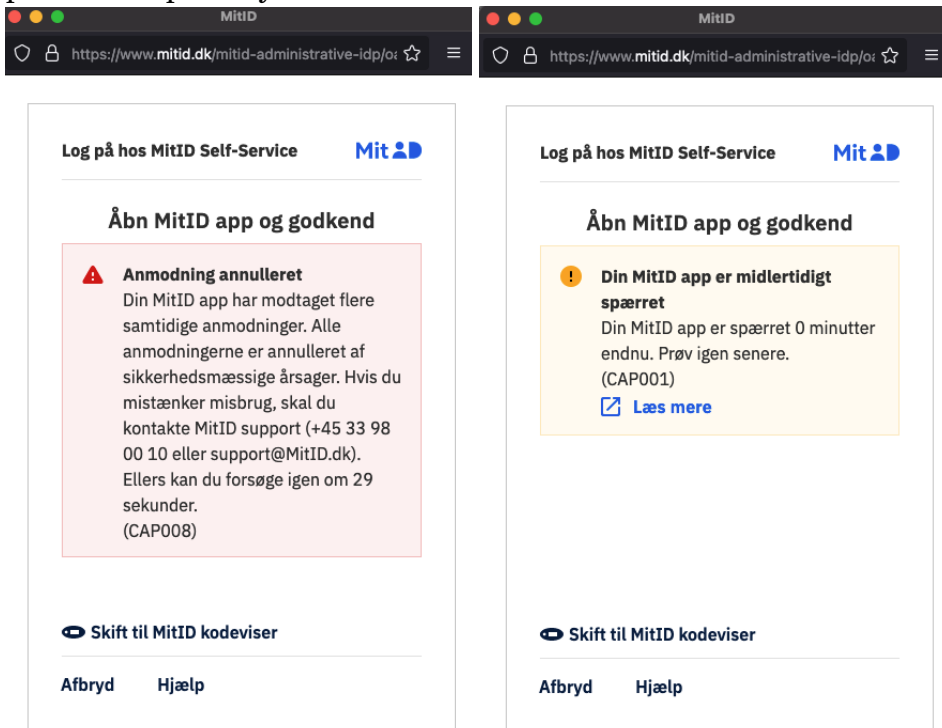 MitID
https://www.mitid.dk/mitid-administrative-idp/oa
Log på hos MitID Self-Service
Mit ID
Åbn MitID app og godkend
Anmodning annulleret
Din MitID app har modtaget flere
samtidige anmodninger. Alle
anmodningerne er annulleret af
sikkerhedsmæssige årsager. Hvis du
mistænker misbrug, skal du
kontakte MitID support (+45 33 98
00 10 eller support@MitID.dk).
Ellers kan du forsøge igen om 29
sekunder.
(CAP008)
Skift til MitID kodeviser
Afbryd Hjælp
MitID
https://www.mitid.dk/mitid-administrative-idp/oa
Log på hos MitID Self-Service
Mit ID
Åbn MitID app og godkend
Din MitID app er midlertidigt
spærret
Din MitID app er spærret 0 minutter
endnu. Prøv igen senere.
(CAP001)
Læs mere
Skift til MitID kodeviser
Afbryd Hjælp